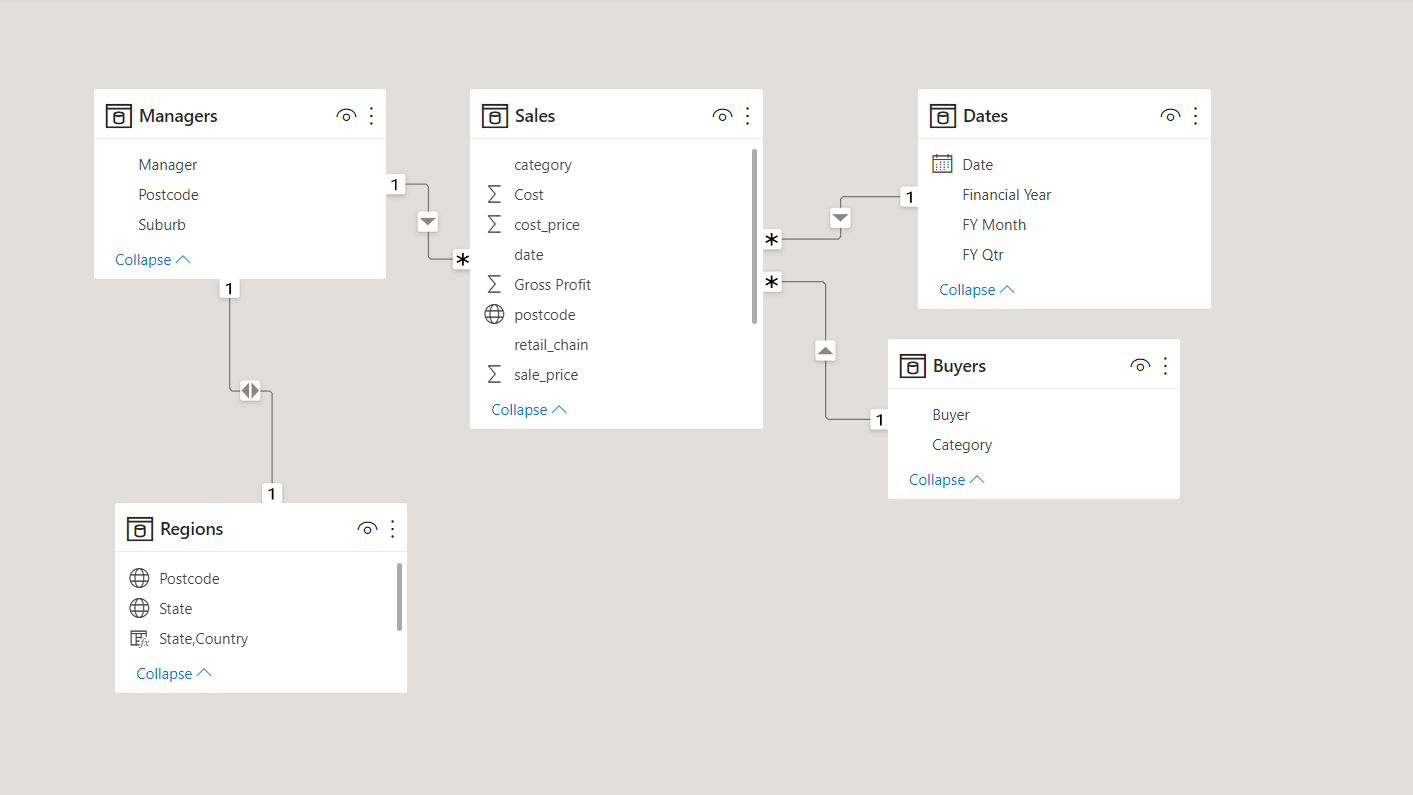 Managers
Manager
Postcode
Suburb
Collapse
1
*
1
Sales
category
Cost
cost_price
date
Gross Profit
postcode
retail_chain
sale_price
Collapse
*
1
*
1
Dates
Date
Financial Year
FY Month
FY Qtr
Collapse
Buyers
Buyer
Category
Collapse
1
Regions
Postcode
State
State,Country
Collapse